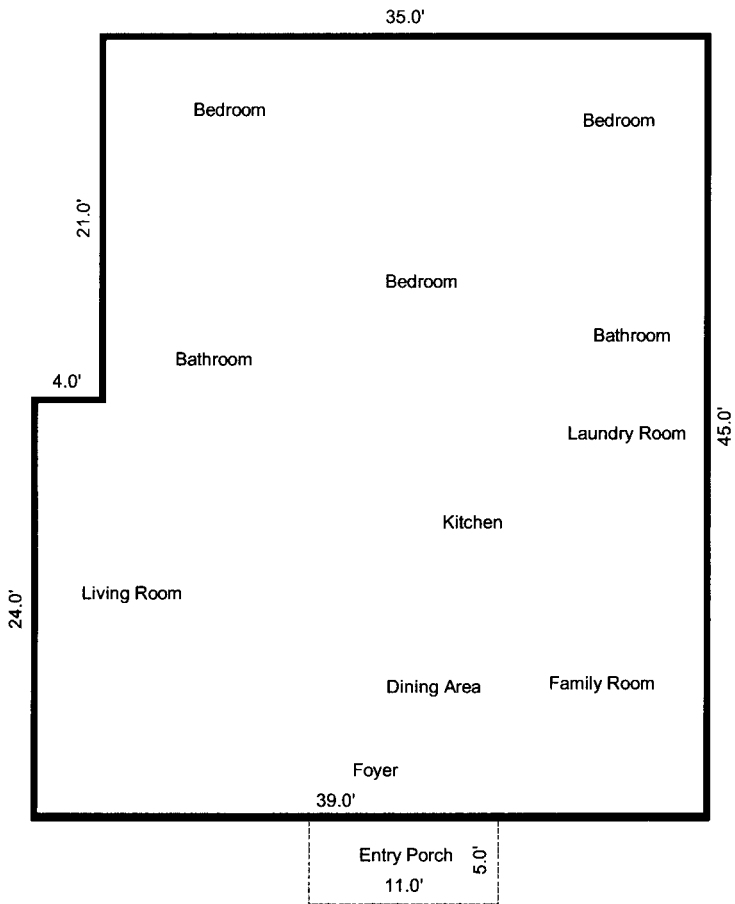 35.0'
Bedroom
Bedroom
21.0'
Bedroom
Bathroom
Bathroom
4.0'
45.0'
Laundry Room
Kitchen
24.0'
Living Room
Dining Area
Family Room
Foyer
39.0'
Entry Porch
5.0'
11.0'